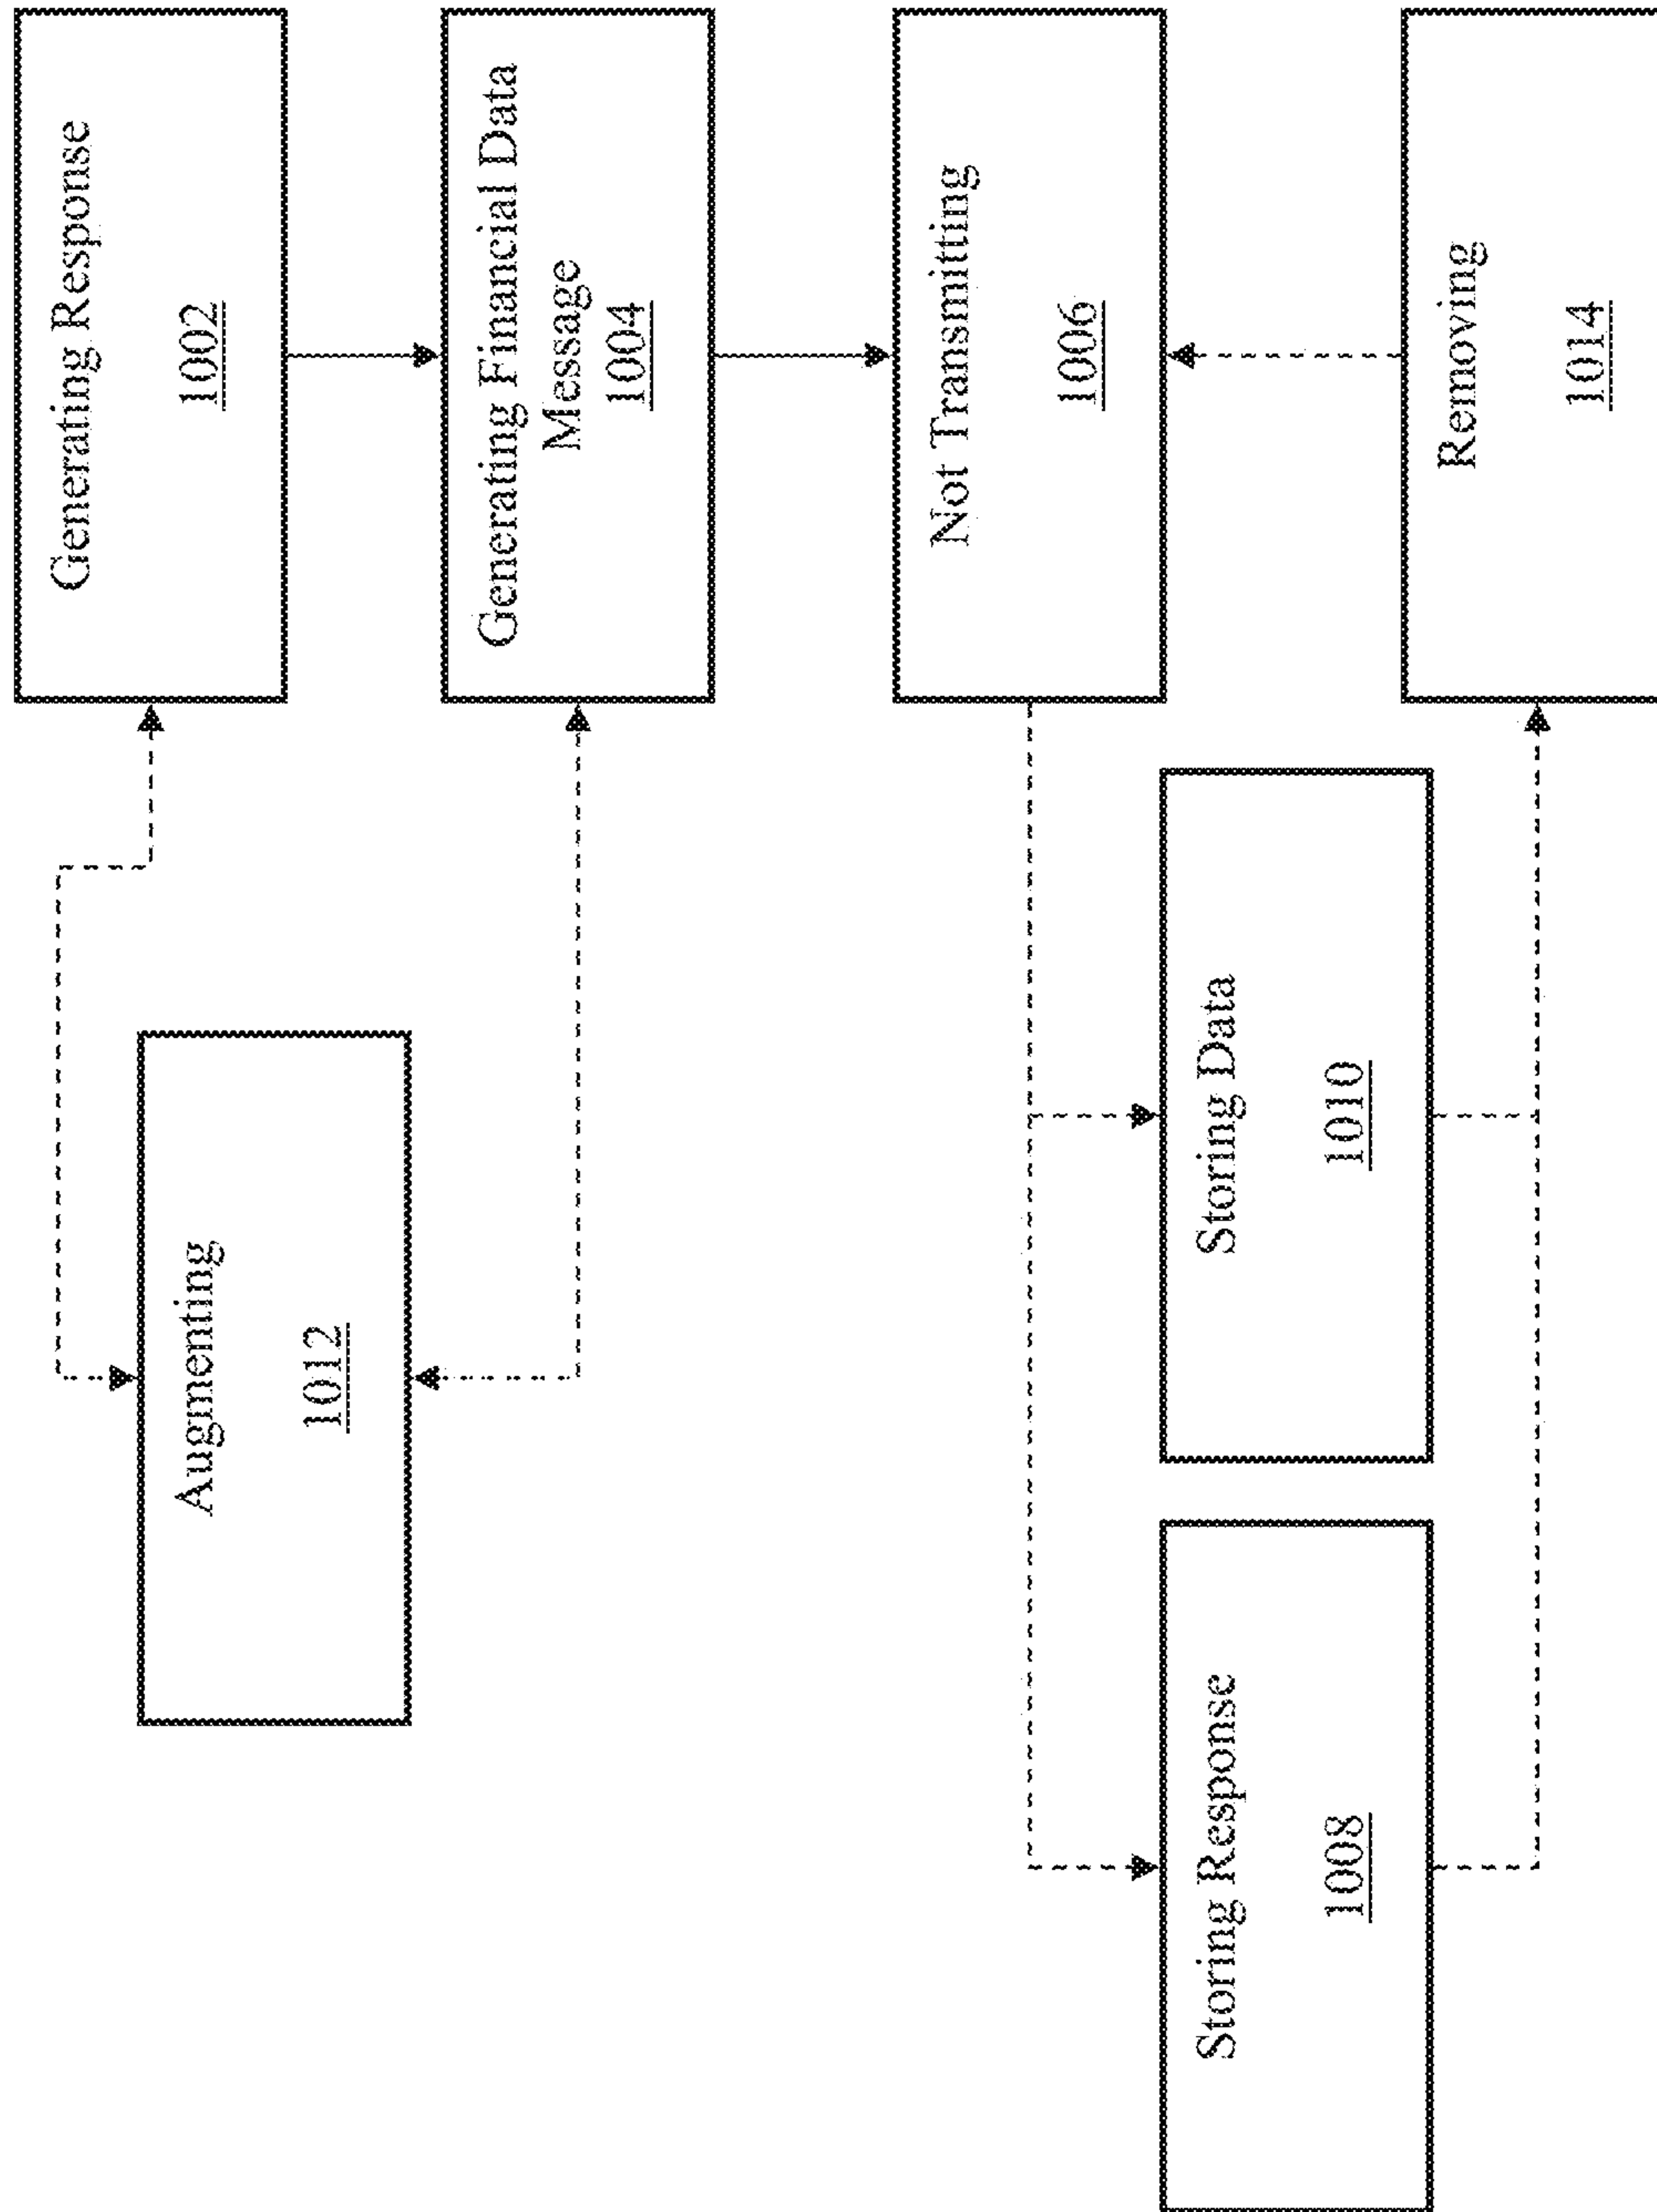 Generating Response
1002
Augmenting
1012
Generating Financial Data
Message
1004
Not Transmitting
1006
Storing Response
1008
Storing Data
1010
Removing
1014